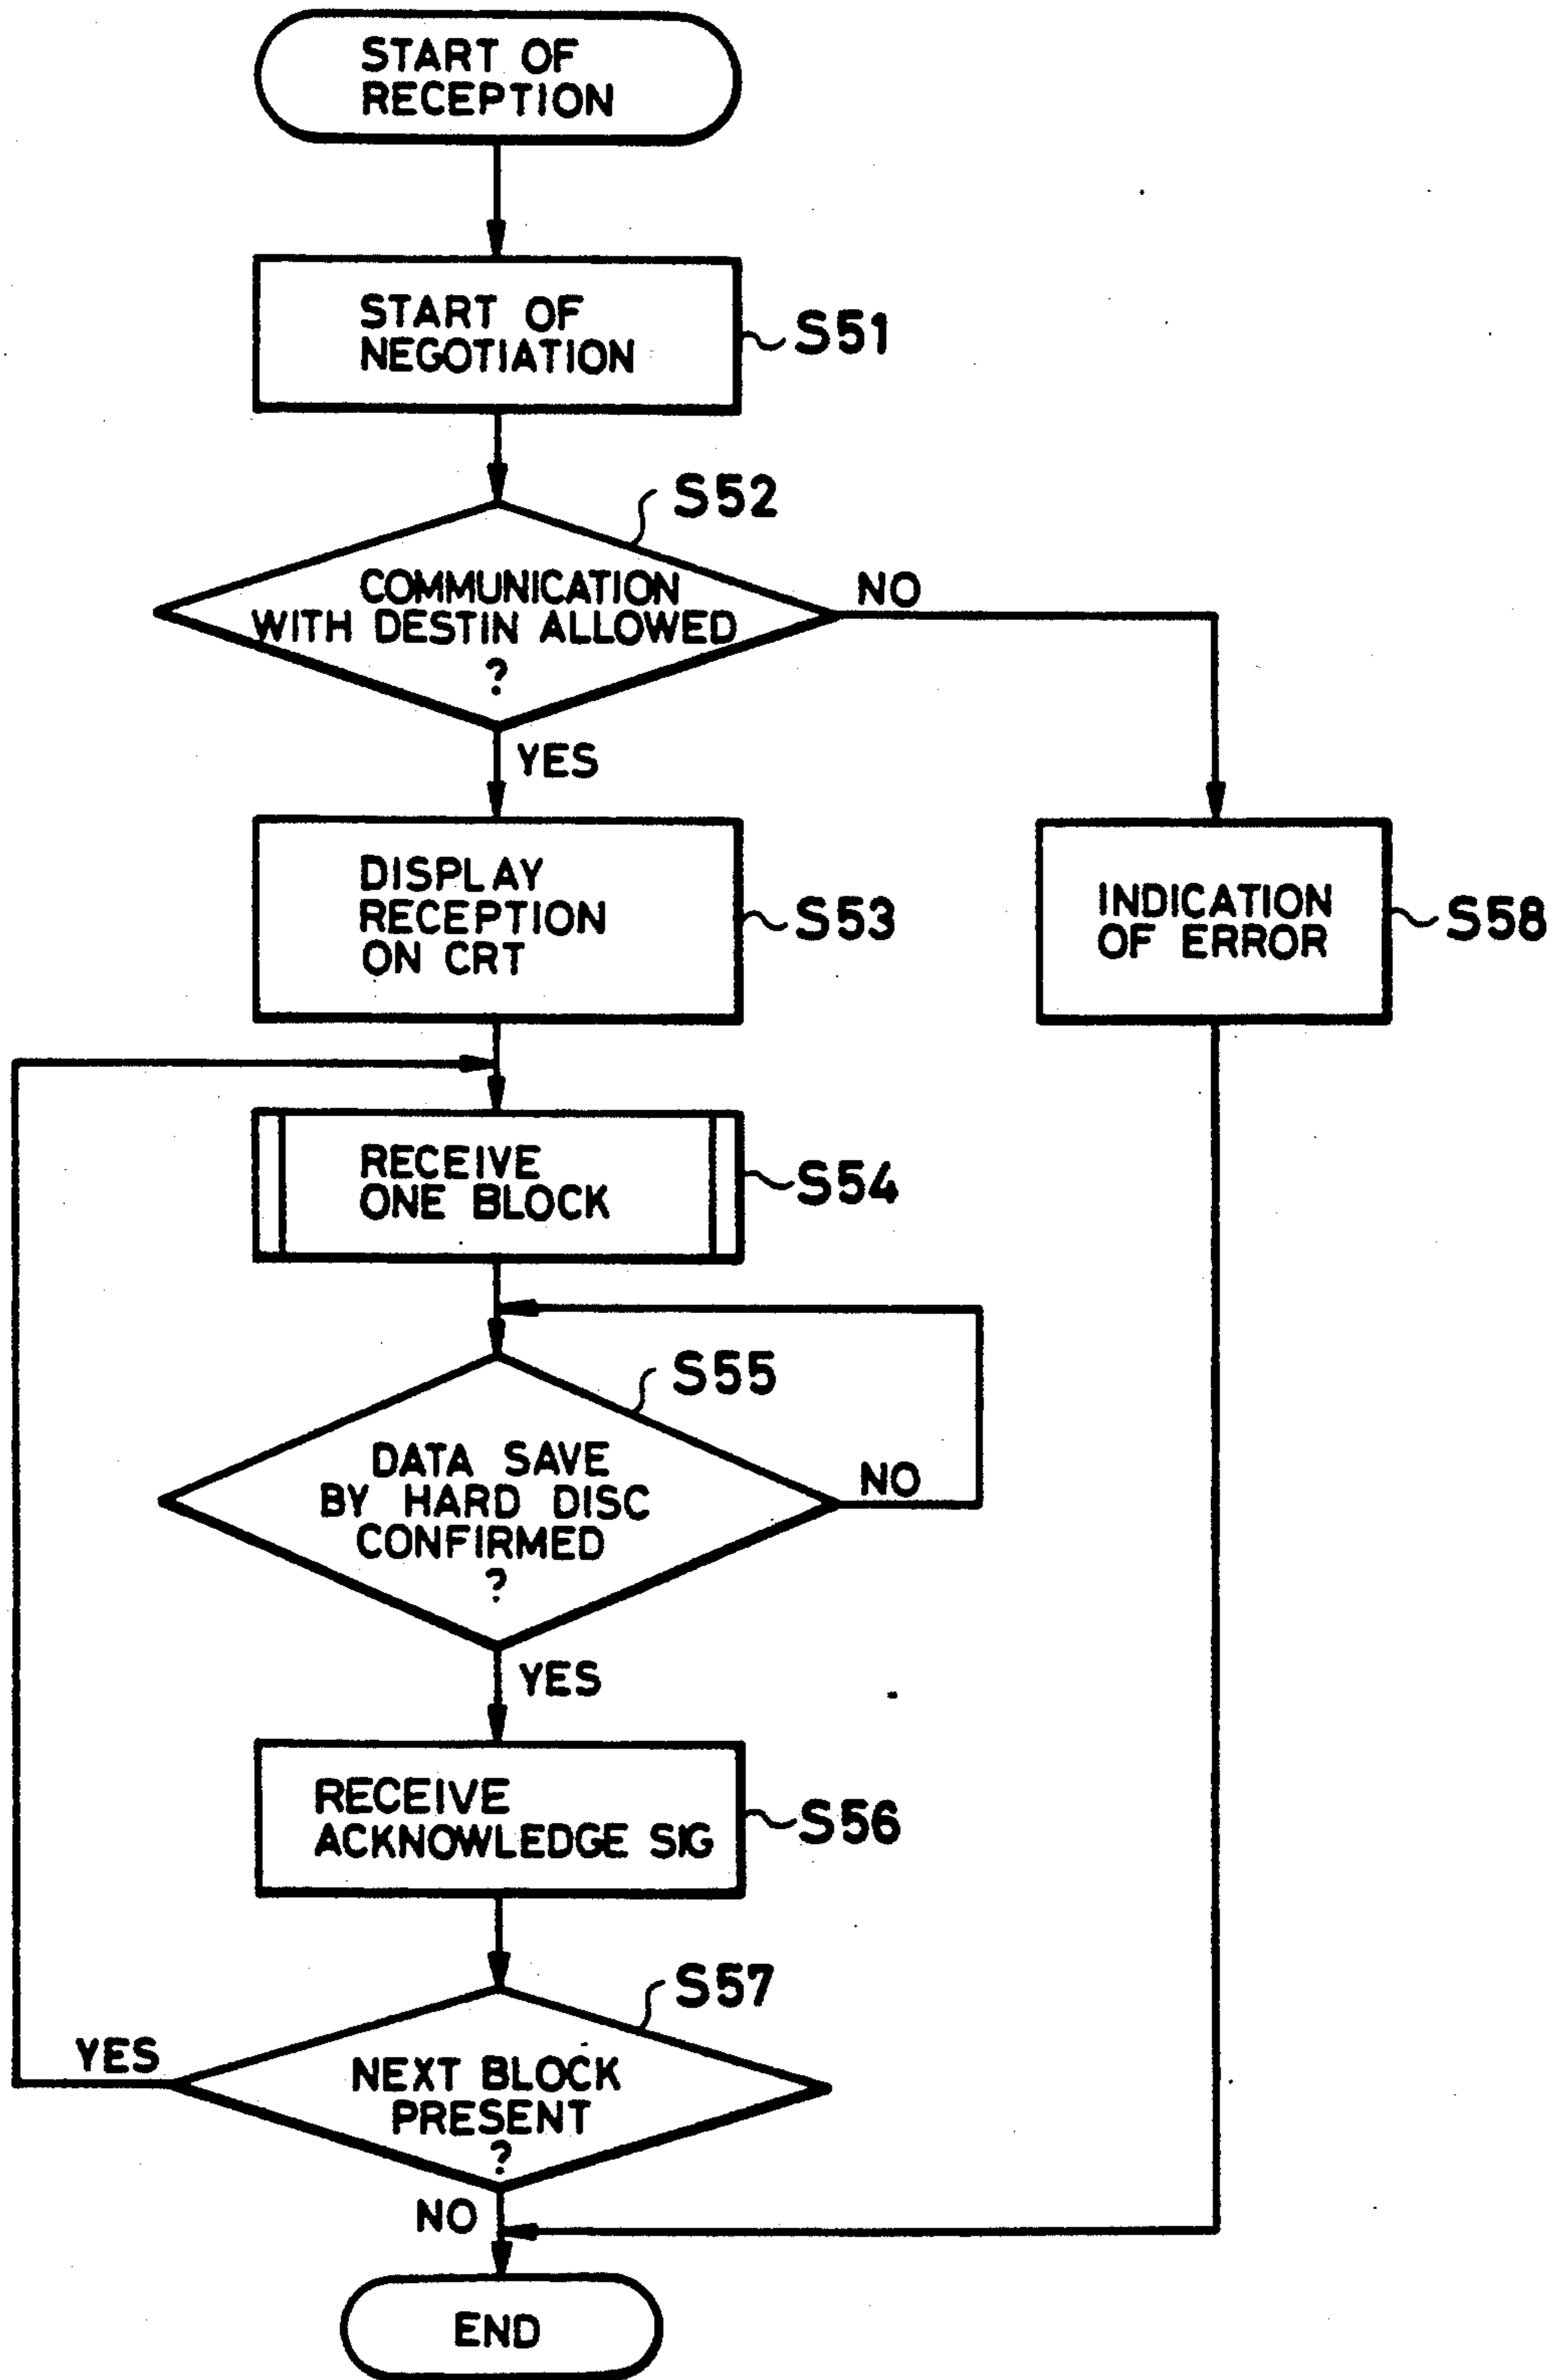 START OF
RECEPTION
START OF
NEGOTIATION
S51
S52
COMMUNICATION
WITH DESTIN ALLOWED
?
NO
YES
DISPLAY
RECEPTION
ON CRT
S53
INDICATION
OF ERROR
S58
RECEIVE
ONE BLOCK
S54
S55
DATA SAVE
BY HARD DISC
CONFIRMED
?
NO
YES
RECEIVE
ACKNOWLEDGE SIG
S56
S57
YES
NEXT BLOCK
PRESENT
?
NO
END